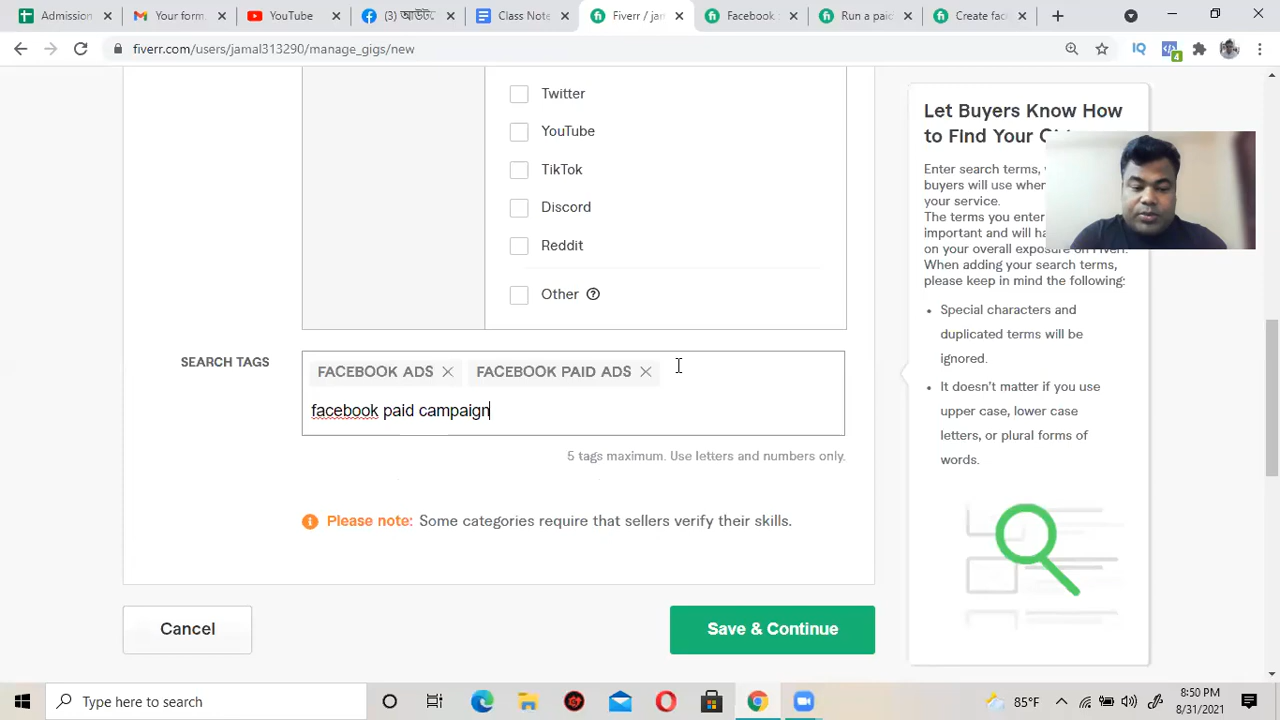 Admission
Your form
YouTube
Class Not
Fiverr / jan
Facebook
Run a paid
Create fac
fiverr.com/users/jamal313290/manage_gigs/new
IQ
4
Twitter
YouTube
TikTok
Discord
Reddit
Other
SEARCH TAGS
FACEBOOK ADS
FACEBOOK PAID ADS
facebook paid campaign
5 tags maximum. Use letters and numbers only.
Please note: Some categories require that sellers verify their skills.
Cancel
Save & Continue
Let Buyers Know How
to Find Your
Enter search terms,
buyers will use when
your service.
The terms you enter
important and will ha
on your overall exposure on Fiverr.
When adding your search terms,
please keep in mind the following:
• Special characters and
duplicated terms will be
ignored.
• It doesn't matter if you use
upper case, lower case
letters, or plural forms of
words.
Type here to search
85°F
8:50 PM
8/31/2021